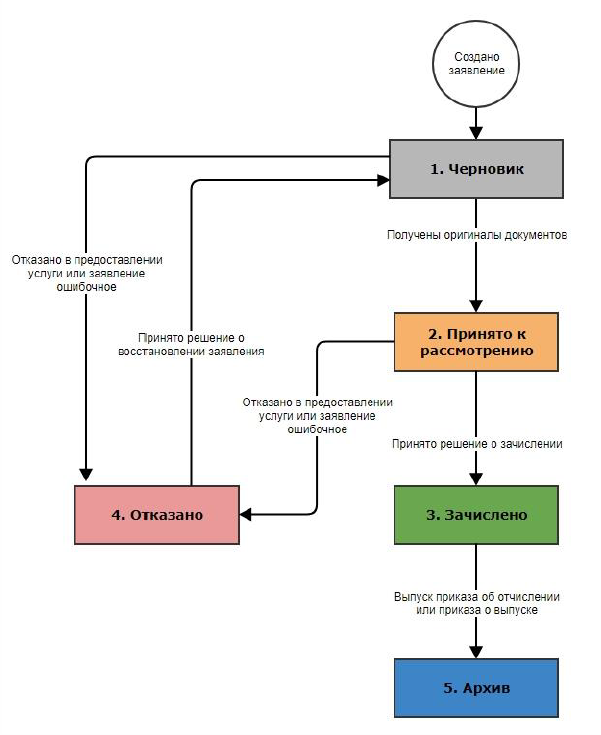 Создано
заявление
1. Черновик
Получены оригиналы документов
Отказано в предоставлении
услуги или заявление
ошибочное
Принято решение о
восстановлении заявления
2. Принято к
рассмотрению
Отказано в предоставлении
услуги или заявление
ошибочное
Принято решение о зачислении
4. Отказано
3. Зачислено
Выпуск приказа об отчислении
или приказа о выпуске
5. Архив